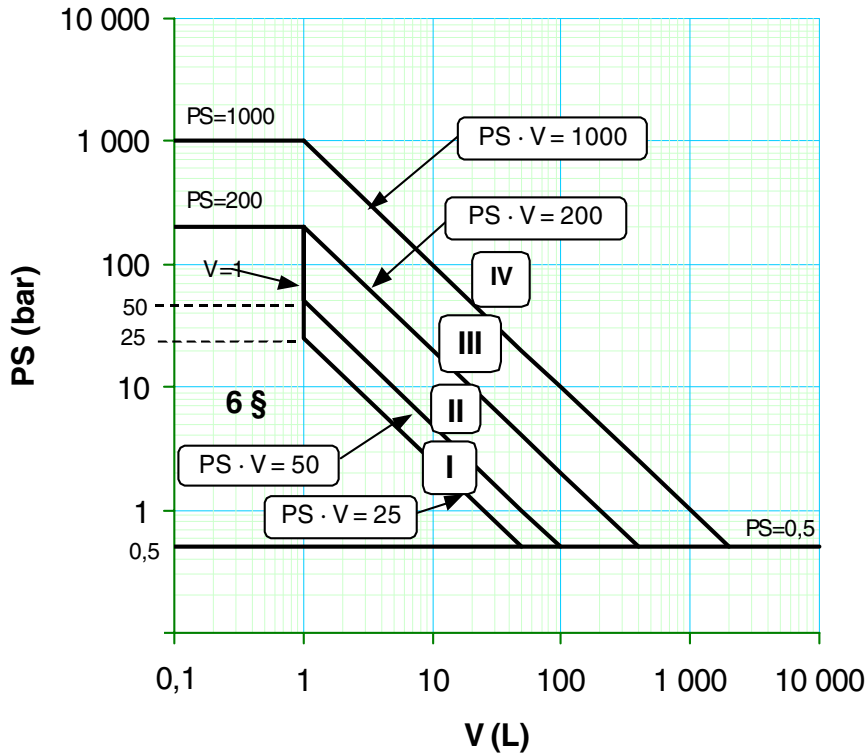 10 000
PS=1000
1 000
PS · V = 1000
PS=200
PS · V = 200
100
V=1
IV
50
25
III
PS (bar)
10
6 §
II
PS · V = 50
I
PS · V = 25
1
PS=0,5
0,5
0,1 1 10 100 1 000 10 000
V (L)